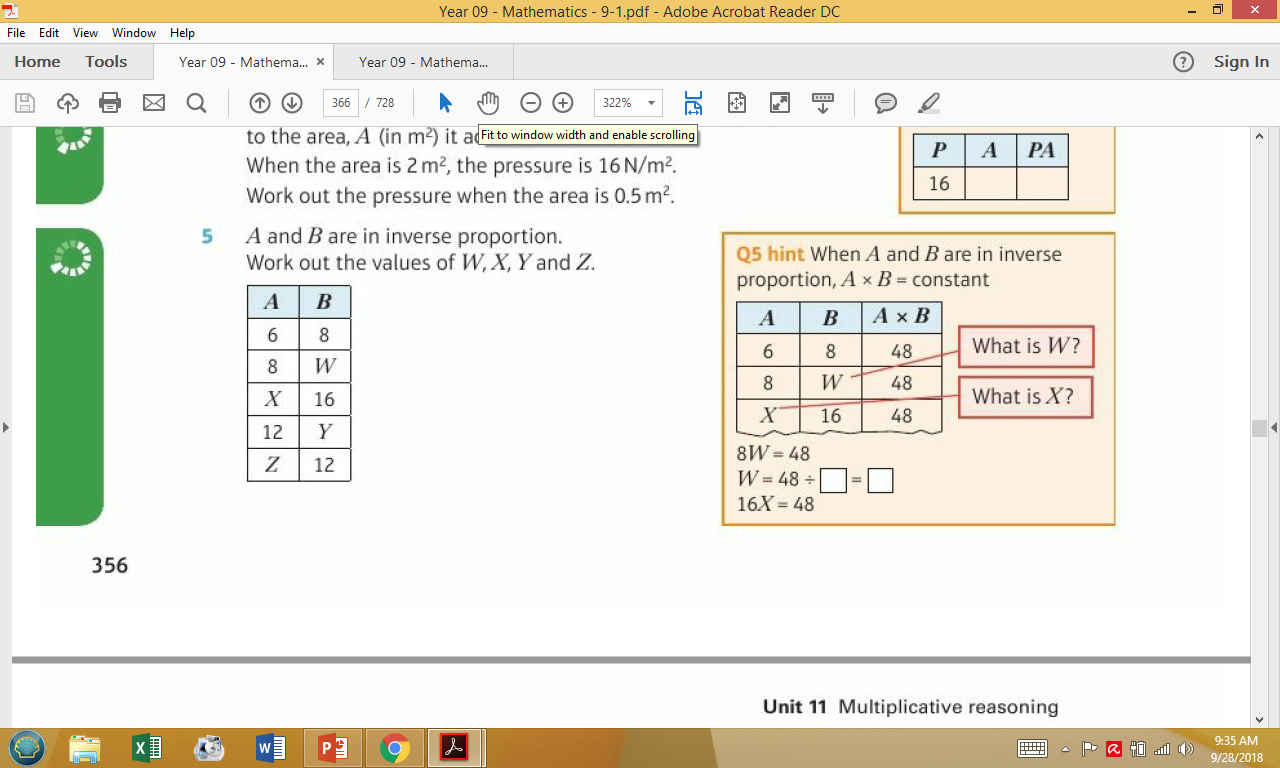 Year 09 - Mathematics - 9-1.pdf - Adobe Acrobat Reader DC
File Edit View Window Help
Home Tools Year 09 - Mathema... × Year 09 - Mathema... ? Sign In
366 / 728 322%
Fit to window width and enable scrolling
to the area, A (in m²) it
When the area is 2 m², the pressure is 16 N/m².
Work out the pressure when the area is 0.5 m².
P A PA
16
5 A and B are in inverse proportion.
Work out the values of W, X, Y and Z.
A B
6 8
8 W
X 16
12 Y
Z 12
Q5 hint When A and B are in inverse
proportion, A × B = constant
A B A × B
6 8 48
8 W 48
X 16 48
What is W?
What is X?
8W = 48
W = 48 ÷ □ = □
16X = 48
356
Unit 11 Multiplicative reasoning
9:35 AM
9/28/2018